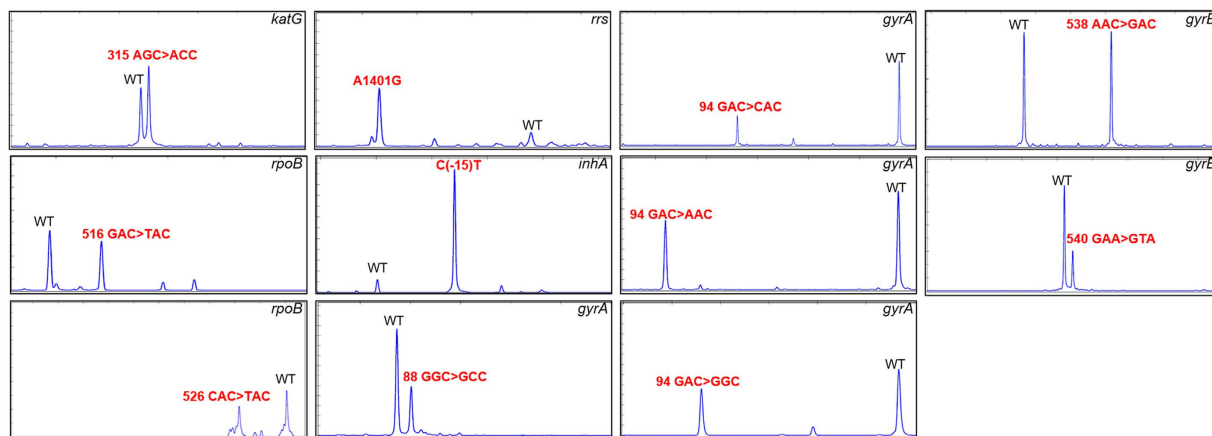 katG
315 AGC>ACC
WT
rrs
A1401G
WT
gyrA
WT
94 GAC>CAC
gyrB
WT
538 AAC>GAC
rpoB
WT
516 GAC>TAC
inhA
C(-15)T
WT
gyrA
WT
94 GAC>AAC
gyrB
WT
540 GAA>GTA
rpoB
WT
526 CAC>TAC
gyrA
WT
88 GGC>GCC
gyrA
WT
94 GAC>GGC